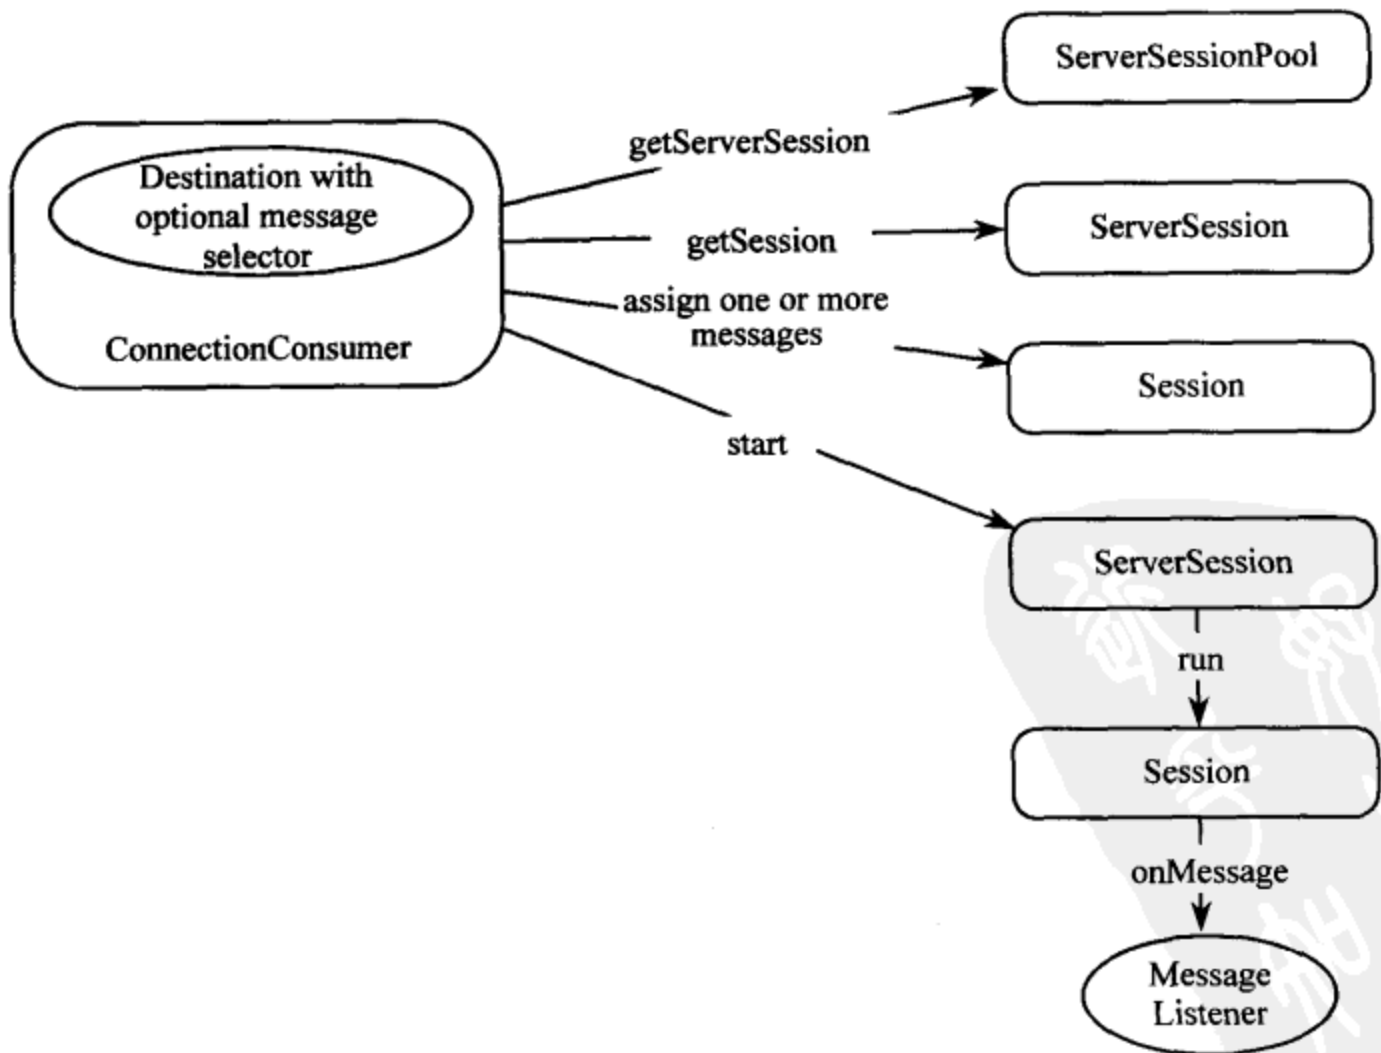 ServerSessionPool
getServerSession
Destination with
optional message
selector
ServerSession
getSession
assign one or more
messages
ConnectionConsumer
Session
start
ServerSession
run
Session
onMessage
Message
Listener